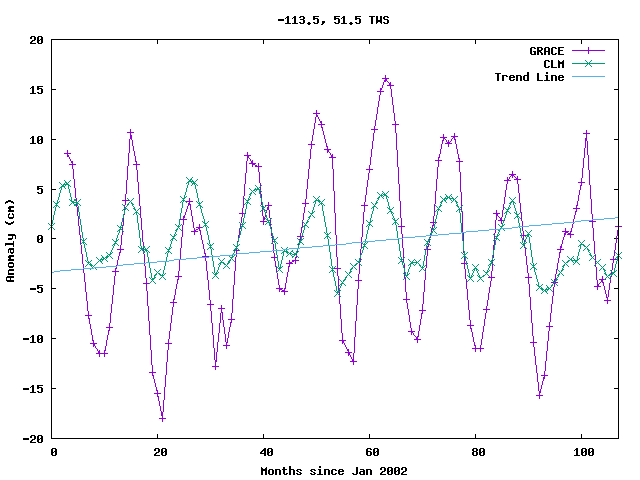 -113.5, 51.5 TWS
GRACE
CLM
Trend Line
20
15
10
5
0
-5
-10
-15
-20
Anomaly (cm)
0 20 40 60 80 100
Months since Jan 2002